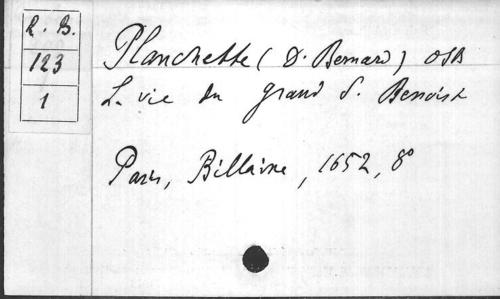 R. B.
123
1
Planchette (D. Bernard) OSB
La vie du grand S. Benoist
Paris, Billaine, 1652, 8°